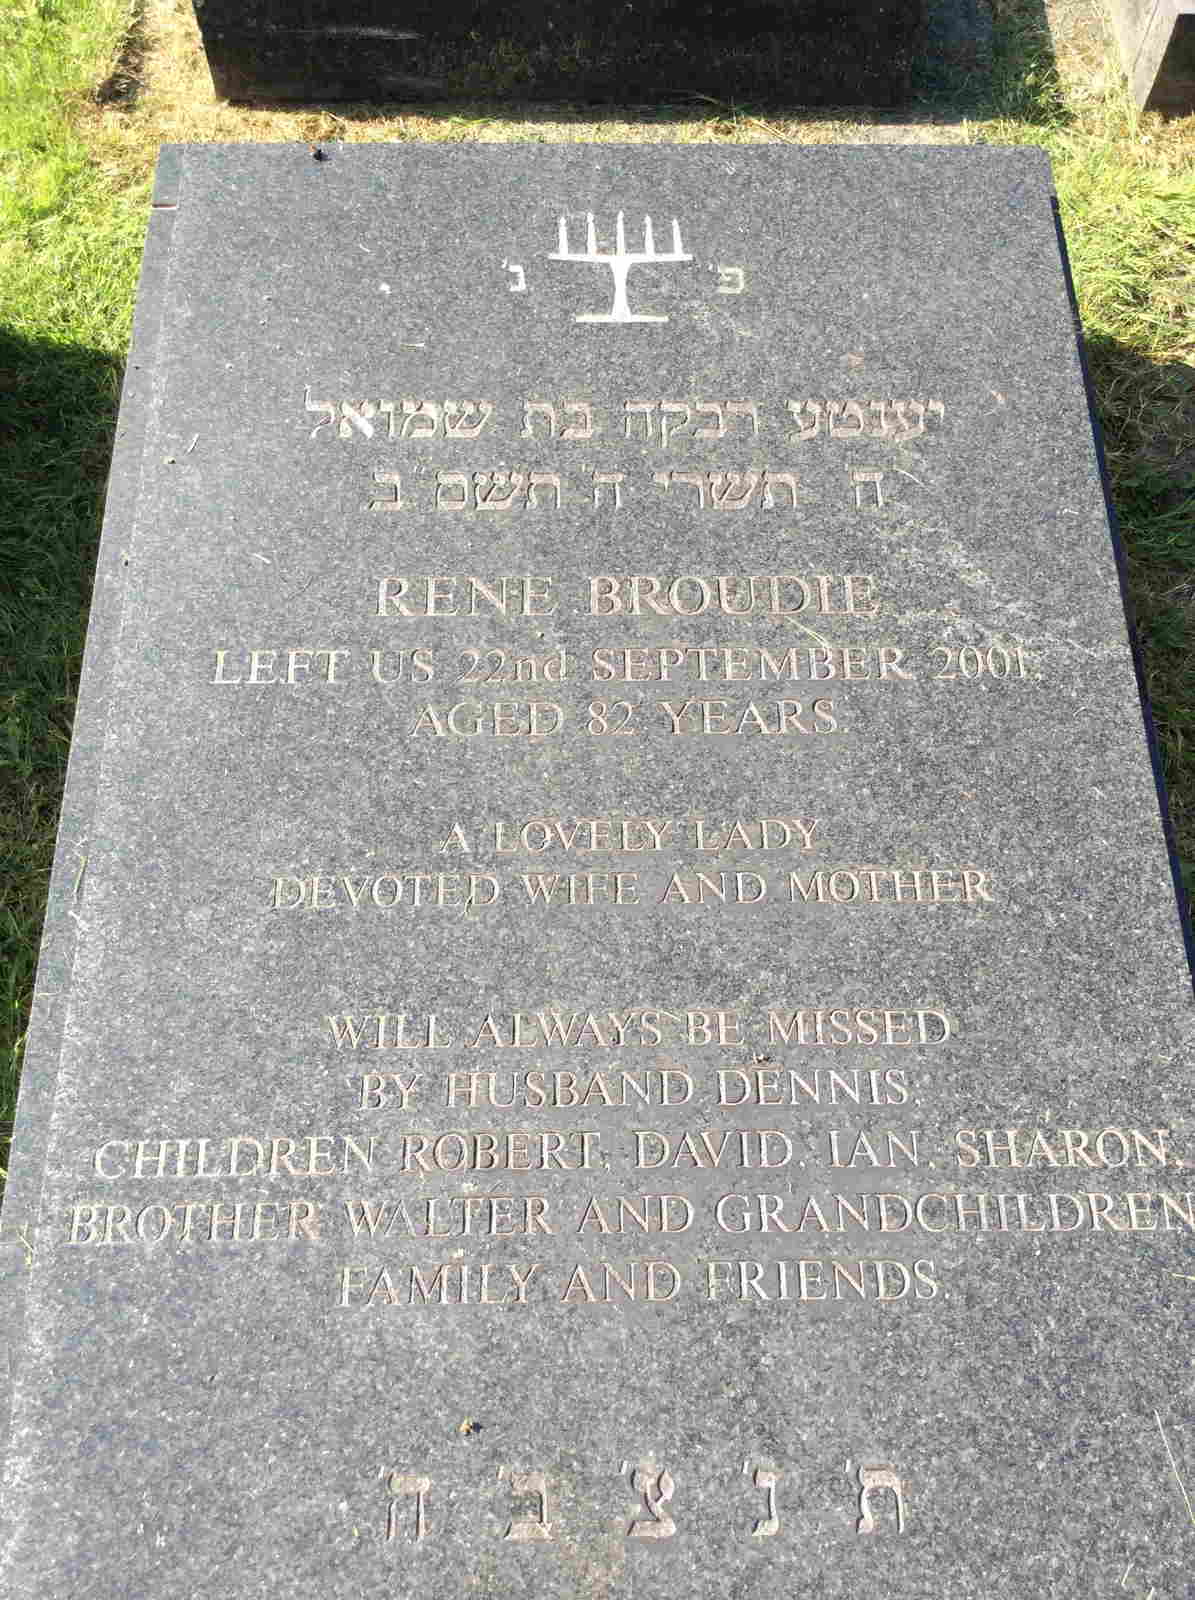 פ' נ'
יענטע רבקה בת שמואל
ה' תשרי ה' תשס"ב
RENE BROUDIE
LEFT US 22nd SEPTEMBER 2001,
AGED 82 YEARS.
A LOVELY LADY
DEVOTED WIFE AND MOTHER
WILL ALWAYS BE MISSED
BY HUSBAND DENNIS,
CHILDREN ROBERT, DAVID, IAN, SHARON,
BROTHER WALTER AND GRANDCHILDREN
FAMILY AND FRIENDS.
ת' נ' צ' ב' ה'